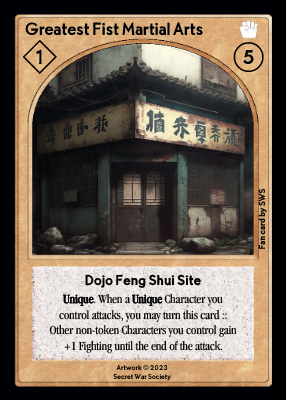 Greatest Fist Martial Arts
1
5
Fan card by SWS
Dojo Feng Shui Site
Unique. When a Unique Character you
control attacks, you may turn this card ::
Other non-token Characters you control gain
+1 Fighting until the end of the attack.
Artwork © 2023
Secret War Society